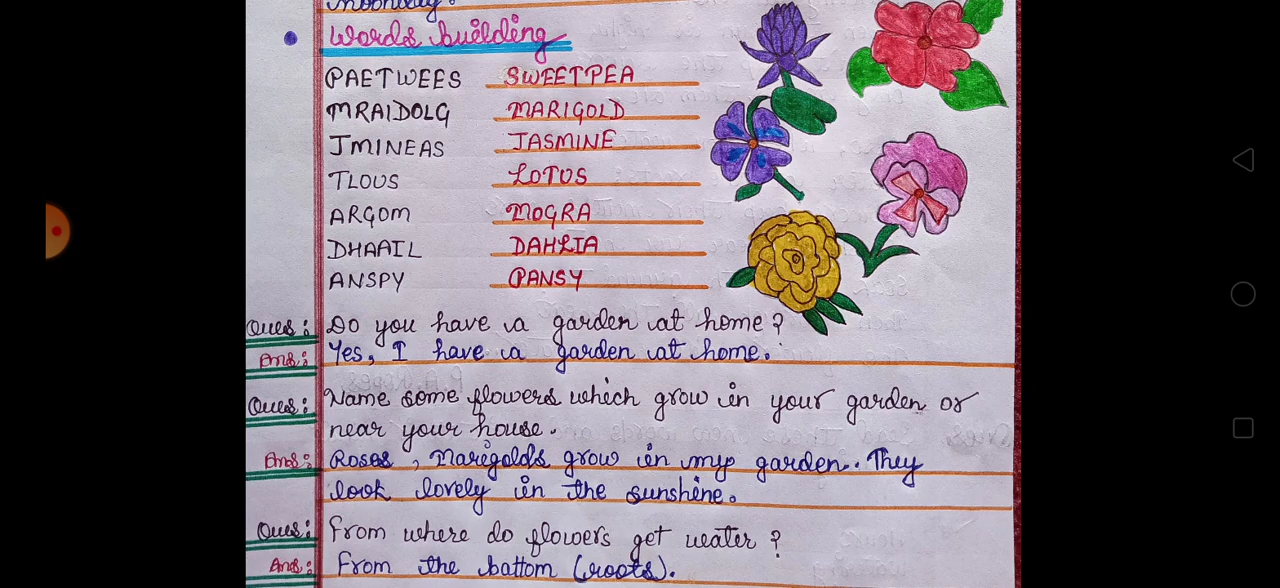 Words building
PAETWEES SWEETPEA
MRAIDOLG MARIGOLD
JMINEAS JASMINE
TLOUS LOTUS
ARGOM MOGRA
DHAAIL DAHLIA
ANSPY PANSY
Ques: Do you have a garden at home?
Ans: Yes, I have a garden at home.
Ques: Name some flowers which grow in your garden or
near your house.
Ans: Roses, Marigolds grow in my garden. They
look lovely in the sunshine.
Ques: From where do flowers get water?
Ans: From the bottom (roots).